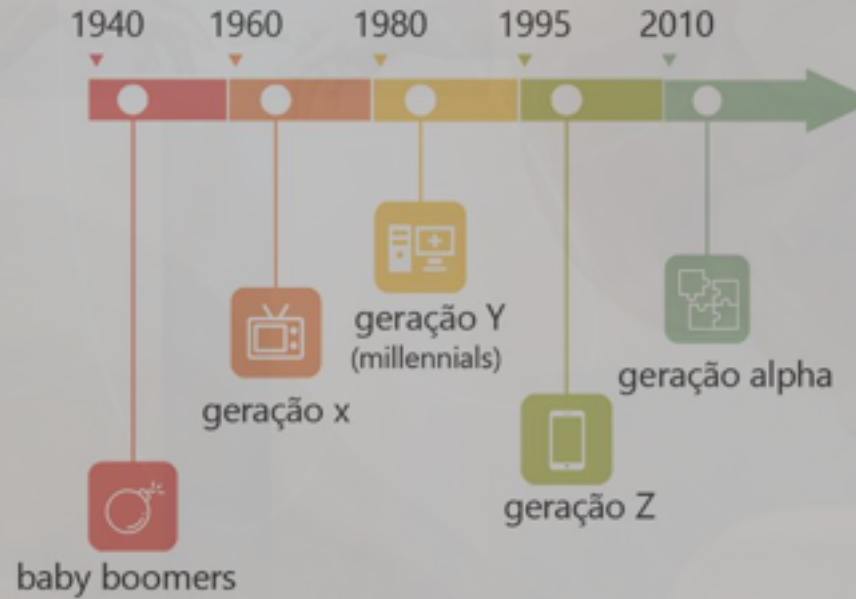 1940 1960 1980 1995 2010
geração Y
(millennials)
geração alpha
geração x
geração Z
baby boomers